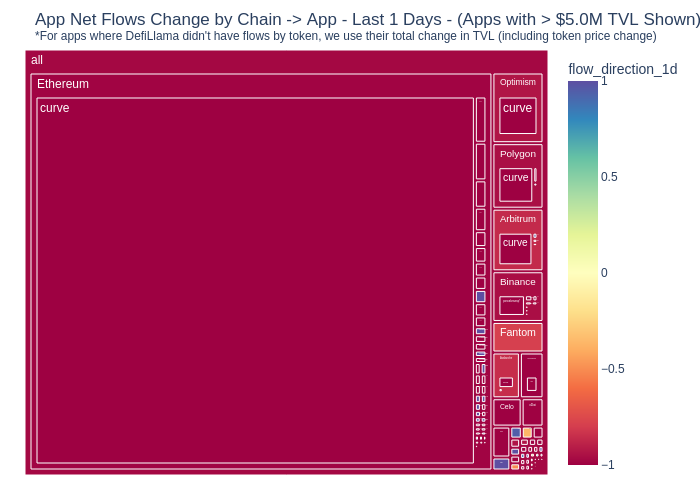 App Net Flows Change by Chain -> App - Last 1 Days - (Apps with > $5.0M TVL Shown)
*For apps where DefiLlama didn't have flows by token, we use their total change in TVL (including token price change)
all
Ethereum
curve
Optimism
curve
Polygon
curve
Arbitrum
curve
Binance
Fantom
Celo
flow_direction_1d
1
0.5
0
−0.5
−1